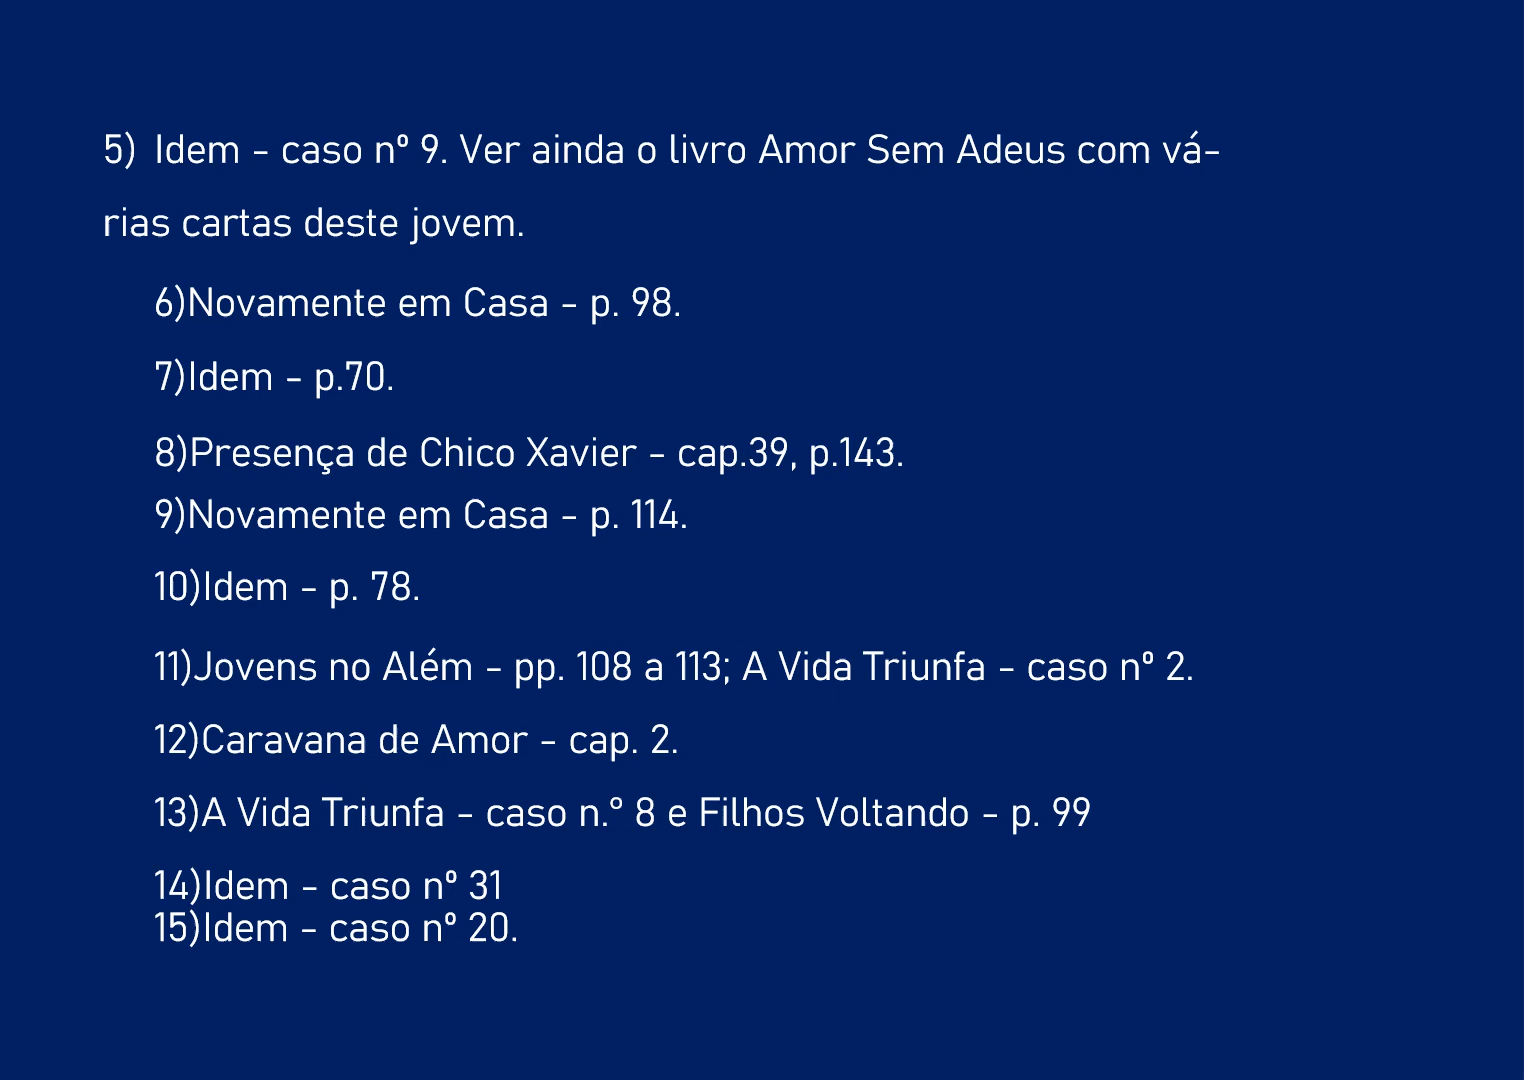 5) Idem - caso nº 9. Ver ainda o livro Amor Sem Adeus com vá-
rias cartas deste jovem.
6)Novamente em Casa - p. 98.
7)Idem - p.70.
8)Presença de Chico Xavier - cap.39, p.143.
9)Novamente em Casa - p. 114.
10)Idem - p. 78.
11)Jovens no Além - pp. 108 a 113; A Vida Triunfa - caso nº 2.
12)Caravana de Amor - cap. 2.
13)A Vida Triunfa - caso n.° 8 e Filhos Voltando - p. 99
14)Idem - caso nº 31
15)Idem - caso nº 20.